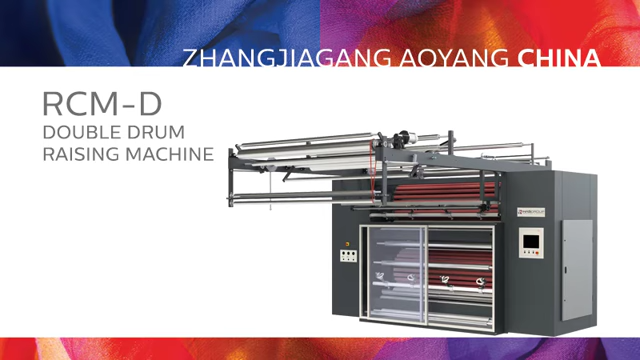 ZHANGJIAGANG AOYANG CHINA
RCM-D
DOUBLE DRUM
RAISING MACHINE